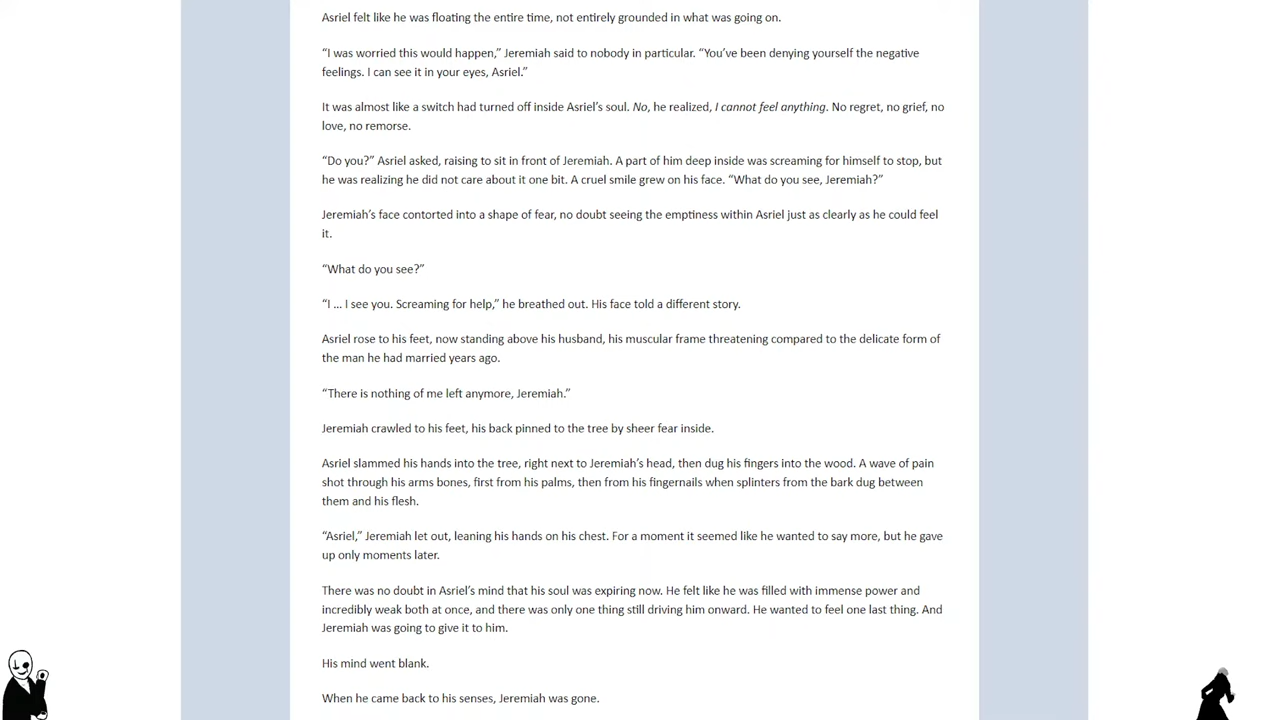 Asriel felt like he was floating the entire time, not entirely grounded in what was going on.
“I was worried this would happen,” Jeremiah said to nobody in particular. “You’ve been denying yourself the negative
feelings. I can see it in your eyes, Asriel.”
It was almost like a switch had turned off inside Asriel’s soul. No, he realized, I cannot feel anything. No regret, no grief, no
love, no remorse.
“Do you?” Asriel asked, raising to sit in front of Jeremiah. A part of him deep inside was screaming for himself to stop, but
he was realizing he did not care about it one bit. A cruel smile grew on his face. “What do you see, Jeremiah?”
Jeremiah’s face contorted into a shape of fear, no doubt seeing the emptiness within Asriel just as clearly as he could feel
it.
“What do you see?”
“I … I see you. Screaming for help,” he breathed out. His face told a different story.
Asriel rose to his feet, now standing above his husband, his muscular frame threatening compared to the delicate form of
the man he had married years ago.
“There is nothing of me left anymore, Jeremiah.”
Jeremiah crawled to his feet, his back pinned to the tree by sheer fear inside.
Asriel slammed his hands into the tree, right next to Jeremiah’s head, then dug his fingers into the wood. A wave of pain
shot through his arms bones, first from his palms, then from his fingernails when splinters from the bark dug between
them and his flesh.
“Asriel,” Jeremiah let out, leaning his hands on his chest. For a moment it seemed like he wanted to say more, but he gave
up only moments later.
There was no doubt in Asriel’s mind that his soul was expiring now. He felt like he was filled with immense power and
incredibly weak both at once, and there was only one thing still driving him onward. He wanted to feel one last thing. And
Jeremiah was going to give it to him.
His mind went blank.
When he came back to his senses, Jeremiah was gone.